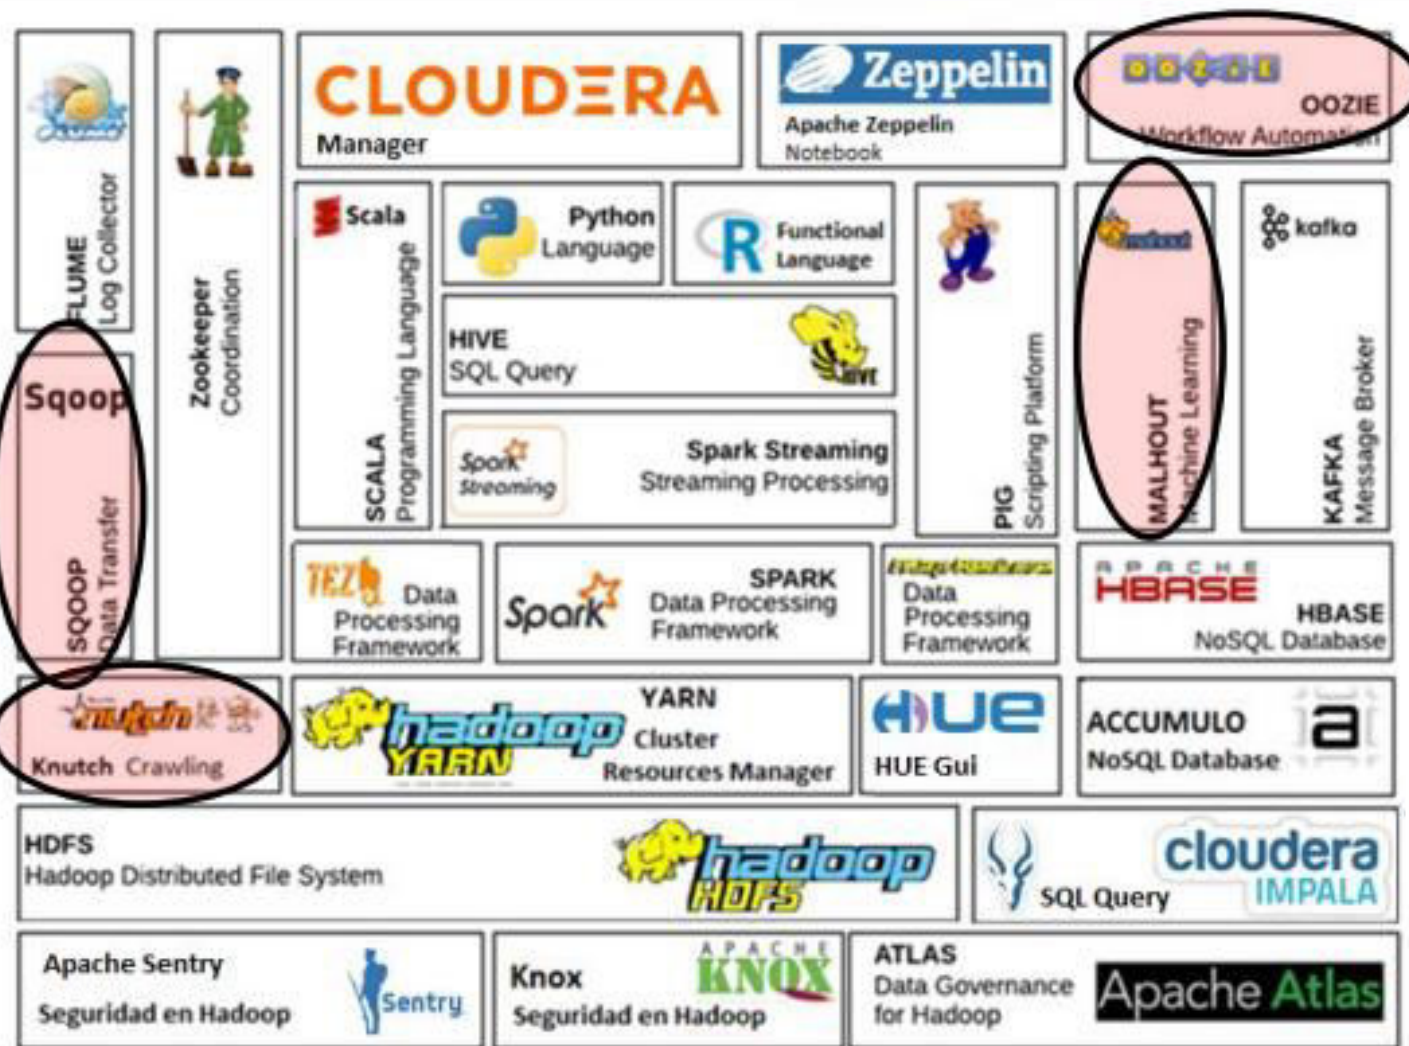 CLOUDERA
Manager
Zeppelin
Apache Zeppelin
Notebook
OOZIE
OOZIE
Workflow Automation
FLUME
Log Collector
Zookeeper
Coordination
Scala
SCALA
Programming Language
Python
Language
R
Functional
Language
HIVE
SQL Query
HIVE
Spark
Streaming
Spark Streaming
Streaming Processing
PIG
Scripting Platform
mahout
MALHOUT
Machine Learning
kafka
KAFKA
Message Broker
Sqoop
SQOOP
Data Transfer
TEZ
Data
Processing
Framework
Spark
SPARK
Data Processing
Framework
Data
Processing
Framework
APACHE
HBASE
HBASE
NoSQL Database
nutch
Knutch Crawling
hadoop
YARN
YARN
Cluster
Resources Manager
HUE
HUE Gui
ACCUMULO
NoSQL Database
a
HDFS
Hadoop Distributed File System
hadoop
HDFS
SQL Query
cloudera
IMPALA
Apache Sentry
Seguridad en Hadoop
Sentry
Knox
Seguridad en Hadoop
APACHE
KNOX
ATLAS
Data Governance
for Hadoop
Apache Atlas